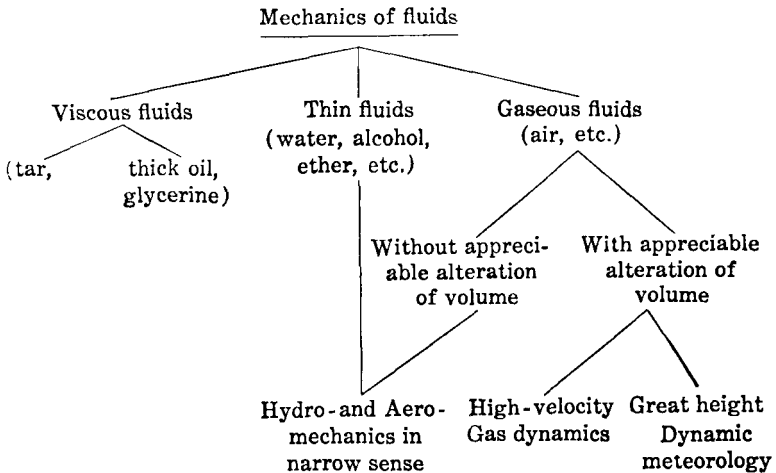 Mechanics of fluids
Viscous fluids
(tar,
thick oil,
glycerine)
Thin fluids
(water, alcohol,
ether, etc.)
Gaseous fluids
(air, etc.)
Without appreci-
able alteration
of volume
With appreciable
alteration of
volume
Hydro-and Aero-
mechanics in
narrow sense
High-velocity
Gas dynamics
Great height
Dynamic
meteorology